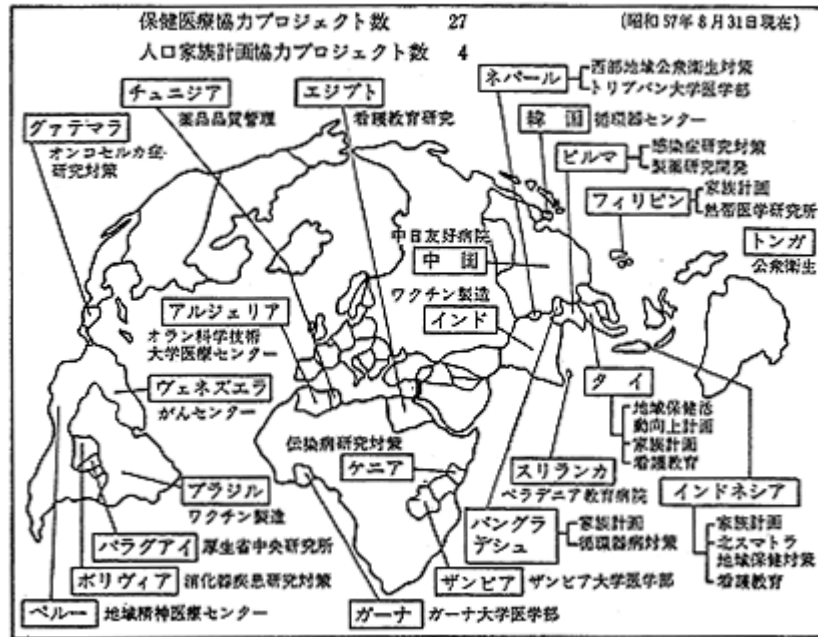 保健医療協力プロジェクト数 27
(昭和57年8月31日現在)
人口家族計画協力プロジェクト数 4
ネパール
西部地域公衆衛生対策
トリブバン大学医学部
チュニジア
薬品品質管理
エジプト
看護教育研究
韓国
循環器センター
グァテマラ
オンコセルカ症
研究対策
ビルマ
感染症研究対策
製薬研究開発
フィリピン
家族計画
熱帯医学研究所
トンガ
公衆衛生
中日友好病院
中国
ワクチン製造
インド
アルジェリア
オラン科学技術
大学医療センター
ヴェネズエラ
がんセンター
タイ
地域保健活
動向上計画
家族計画
看護教育
伝染病研究対策
ケニア
スリランカ
ペラデニア教育病院
ブラジル
ワクチン製造
インドネシア
家族計画
北スマトラ
地域保健対策
看護教育
バングラ
デシュ
家族計画
循環器病対策
パラグアイ
厚生省中央研究所
ボリヴィア
消化器疾患研究対策
ザンビア
ザンビア大学医学部
ペルー
地域精神医療センター
ガーナ
ガーナ大学医学部